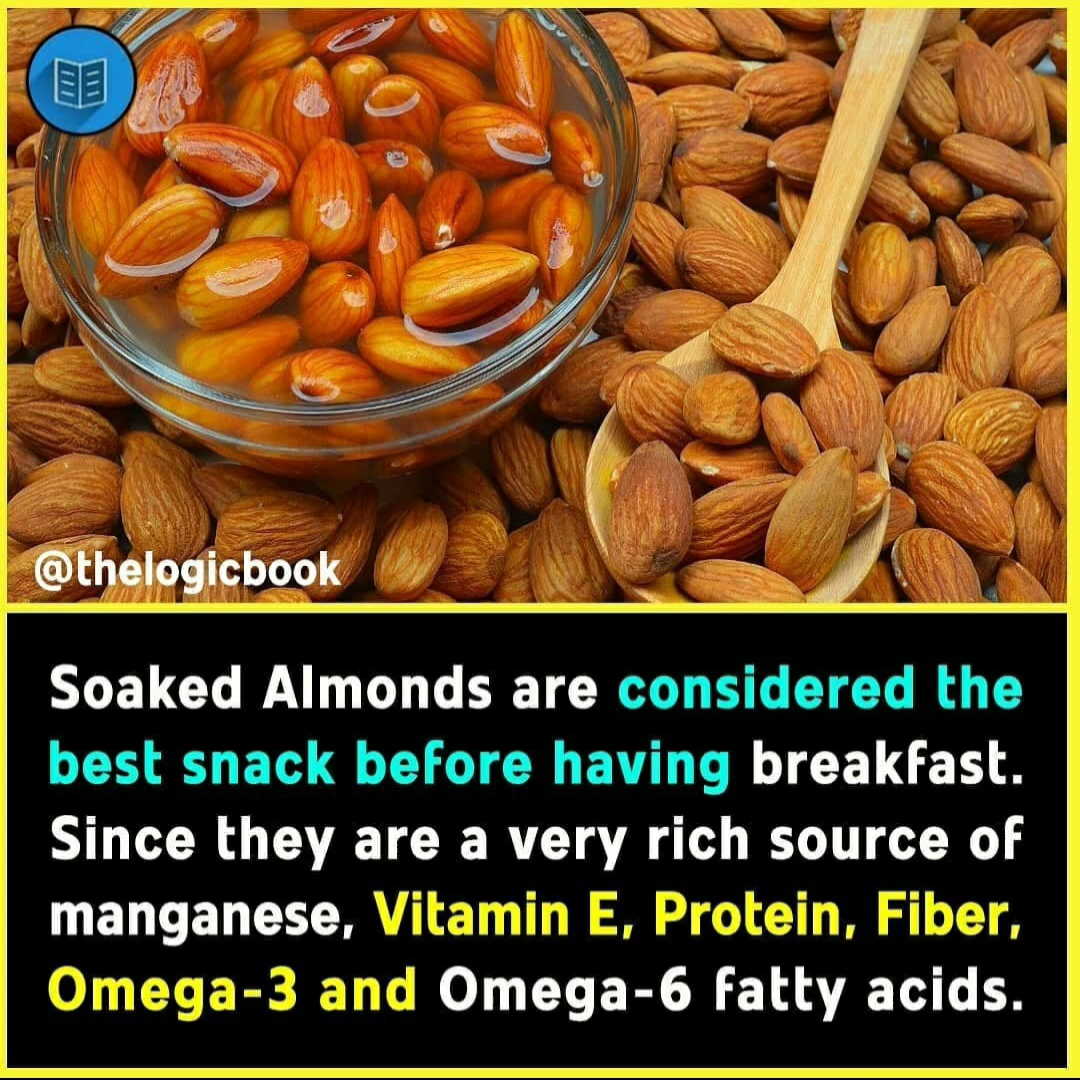 @thelogicbook
Soaked Almonds are considered the
best snack before having breakfast.
Since they are a very rich source of
manganese, Vitamin E, Protein, Fiber,
Omega-3 and Omega-6 fatty acids.